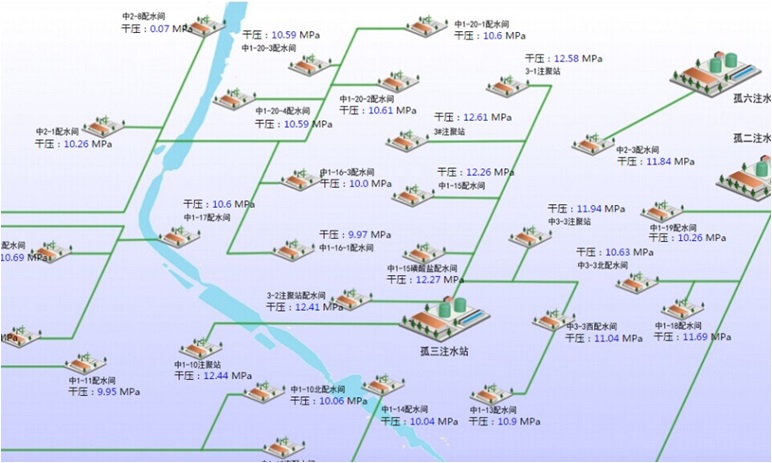 中2-8配水间
干压：0.07 MPa
干压：10.59 MPa
中1-20-3配水间
中1-20-1配水间
干压：10.6 MPa
干压：12.58 MPa
3-1注聚站
孤六注水
中1-20-4配水间
干压：10.59 MPa
中1-20-2配水间
干压：10.61 MPa
干压：12.61 MPa
3#注聚站
中2-1配水间
干压：10.26 MPa
中2-3配水间
干压：11.84 MPa
孤二注水
中1-16-3配水间
干压：10.0 MPa
干压：12.26 MPa
中1-15配水间
干压：10.6 MPa
中1-17配水间
干压：11.94 MPa
3-3注聚站
中1-19配水间
干压：10.26 MPa
配水间
10.69 MPa
干压：9.97 MPa
中1-16-1配水间
中1-15磺酸盐配水间
干压：12.27 MPa
干压：10.63 MPa
3-3北配水间
3-2注聚站配水间
干压：12.41 MPa
中1-18配水间
干压：11.69 MPa
中3-3西配水间
干压：11.04 MPa
MPa
孤三注水站
中1-10注聚站
干压：12.44 MPa
中1-11配水间
干压：9.95 MPa
中1-10北配水间
干压：10.06 MPa
中1-14配水间
干压：10.04 MPa
中1-13配水间
干压：10.9 MPa